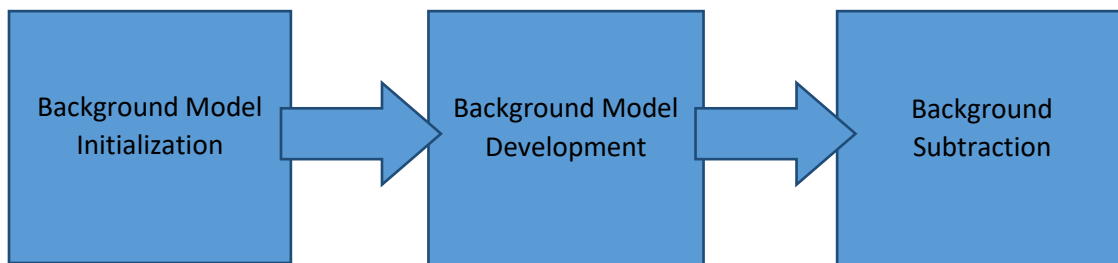 Background Model
Initialization
Background Model
Development
Background
Subtraction